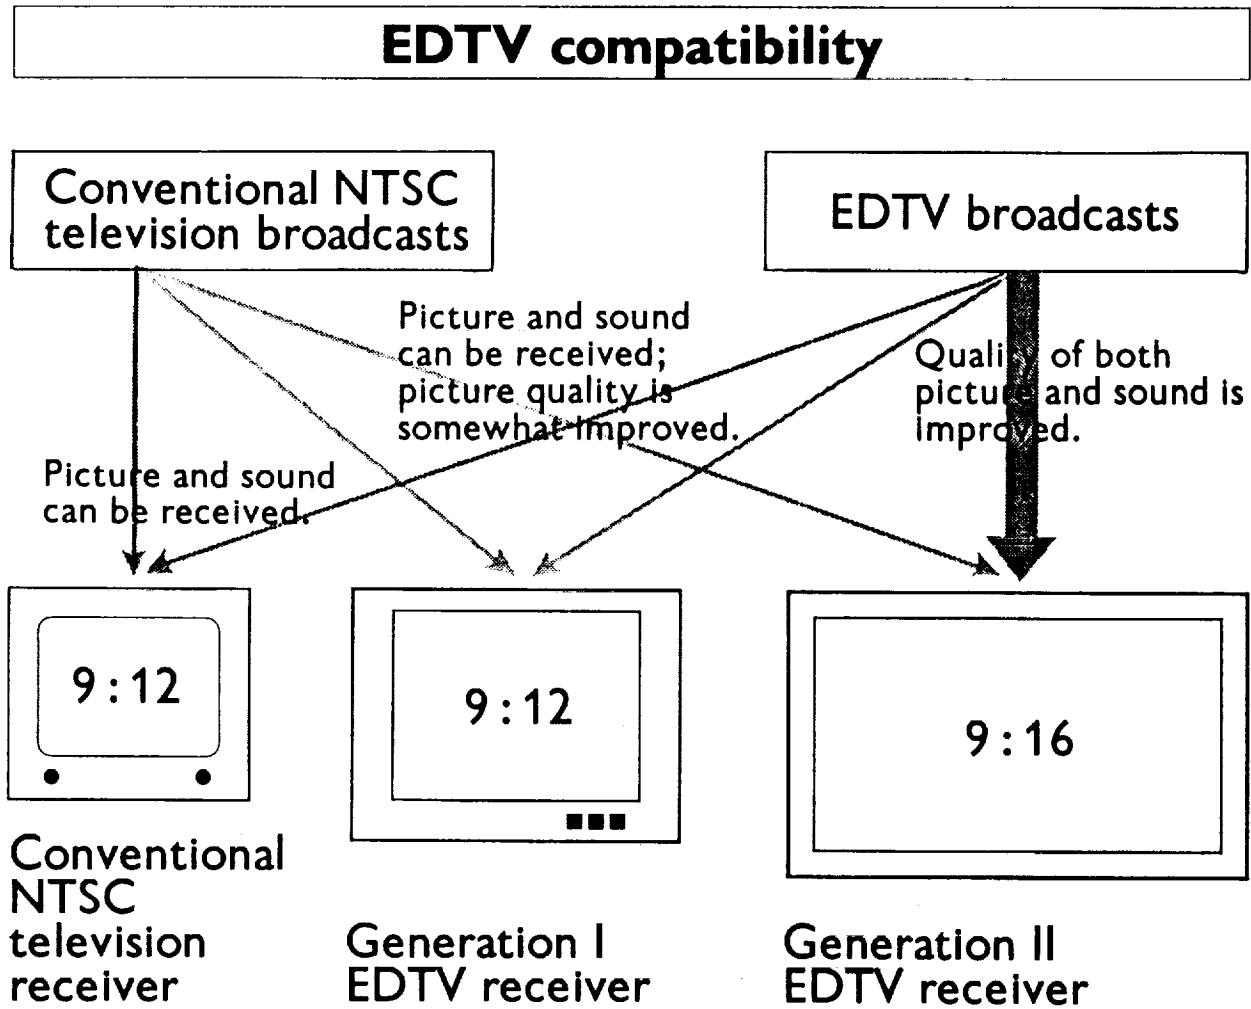 EDTV compatibility
Conventional NTSC
television broadcasts
EDTV broadcasts
Picture and sound
can be received;
picture quality is
somewhat improved.
Quality of both
picture and sound is
improved.
Picture and sound
can be received.
9:12
9:12
9:16
Conventional
NTSC
television
receiver
Generation I
EDTV receiver
Generation II
EDTV receiver